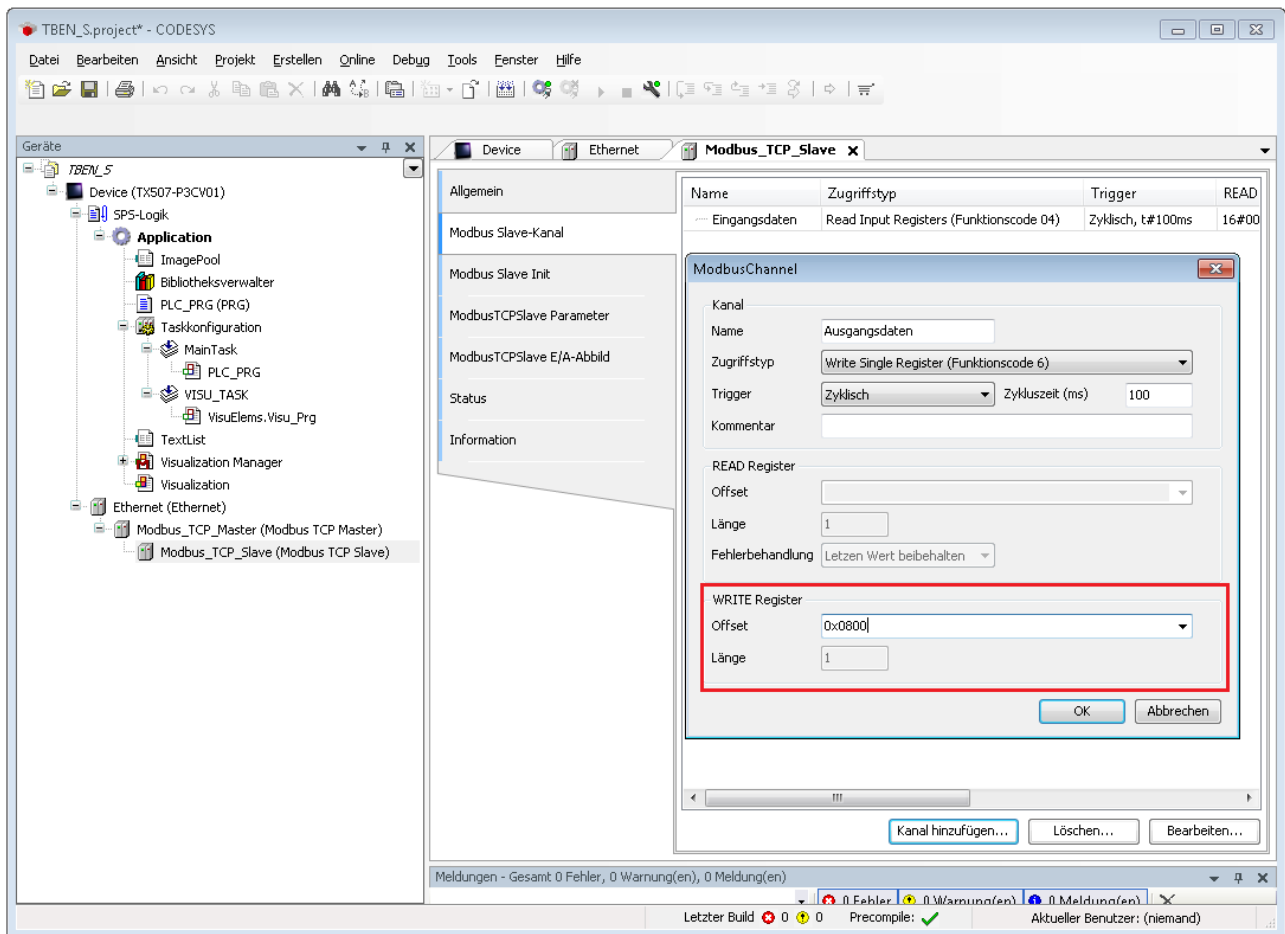 TBEN_S.project* - CODESYS
Datei Bearbeiten Ansicht Projekt Erstellen Online Debug Tools Fenster Hilfe
Geräte
TBEN_S
Device (TX507-P3CV01)
SPS-Logik
Application
ImagePool
Bibliotheksverwalter
PLC_PRG (PRG)
Taskkonfiguration
MainTask
PLC_PRG
VISU_TASK
VisuElems.Visu_Prg
TextList
Visualization Manager
Visualization
Ethernet (Ethernet)
Modbus_TCP_Master (Modbus TCP Master)
Modbus_TCP_Slave (Modbus TCP Slave)
Device Ethernet Modbus_TCP_Slave
Allgemein
Modbus Slave-Kanal
Modbus Slave Init
ModbusTCPSlave Parameter
ModbusTCPSlave E/A-Abbild
Status
Information
Name Zugriffstyp Trigger READ
Eingangsdaten Read Input Registers (Funktionscode 04) Zyklisch, t#100ms 16#00
ModbusChannel
Kanal
Name Ausgangsdaten
Zugriffstyp Write Single Register (Funktionscode 6)
Trigger Zyklisch Zykluszeit (ms) 100
Kommentar
READ Register
Offset
Länge 1
Fehlerbehandlung Letzen Wert beibehalten
WRITE Register
Offset 0x0800
Länge 1
OK Abbrechen
Kanal hinzufügen... Löschen... Bearbeiten...
Meldungen - Gesamt 0 Fehler, 0 Warnung(en), 0 Meldung(en)
0 Fehler 0 Warnung(en) 0 Meldung(en)
Letzter Build 0 0 Precompile: Aktueller Benutzer: (niemand)